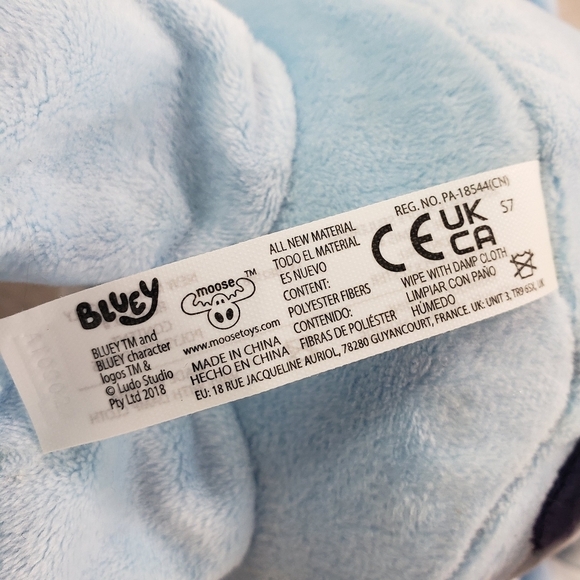 BLUEY
BLUEY TM and
BLUEY character
logos TM &
© Ludo Studio
Pty Ltd 2018
moose™
www.moosetoys.com
MADE IN CHINA
HECHO EN CHINA
ALL NEW MATERIAL
TODO EL MATERIAL
ES NUEVO
CONTENT:
POLYESTER FIBERS
CONTENIDO:
FIBRAS DE POLIÉSTER
REG. NO. PA-18544(CN)
CE UK
CA
S7
WIPE WITH DAMP CLOTH
LIMPIAR CON PAÑO
HÚMEDO
EU: 18 RUE JACQUELINE AURIOL, 78280 GUYANCOURT, FRANCE. UK: UNIT 3, TR9 6SX, UK